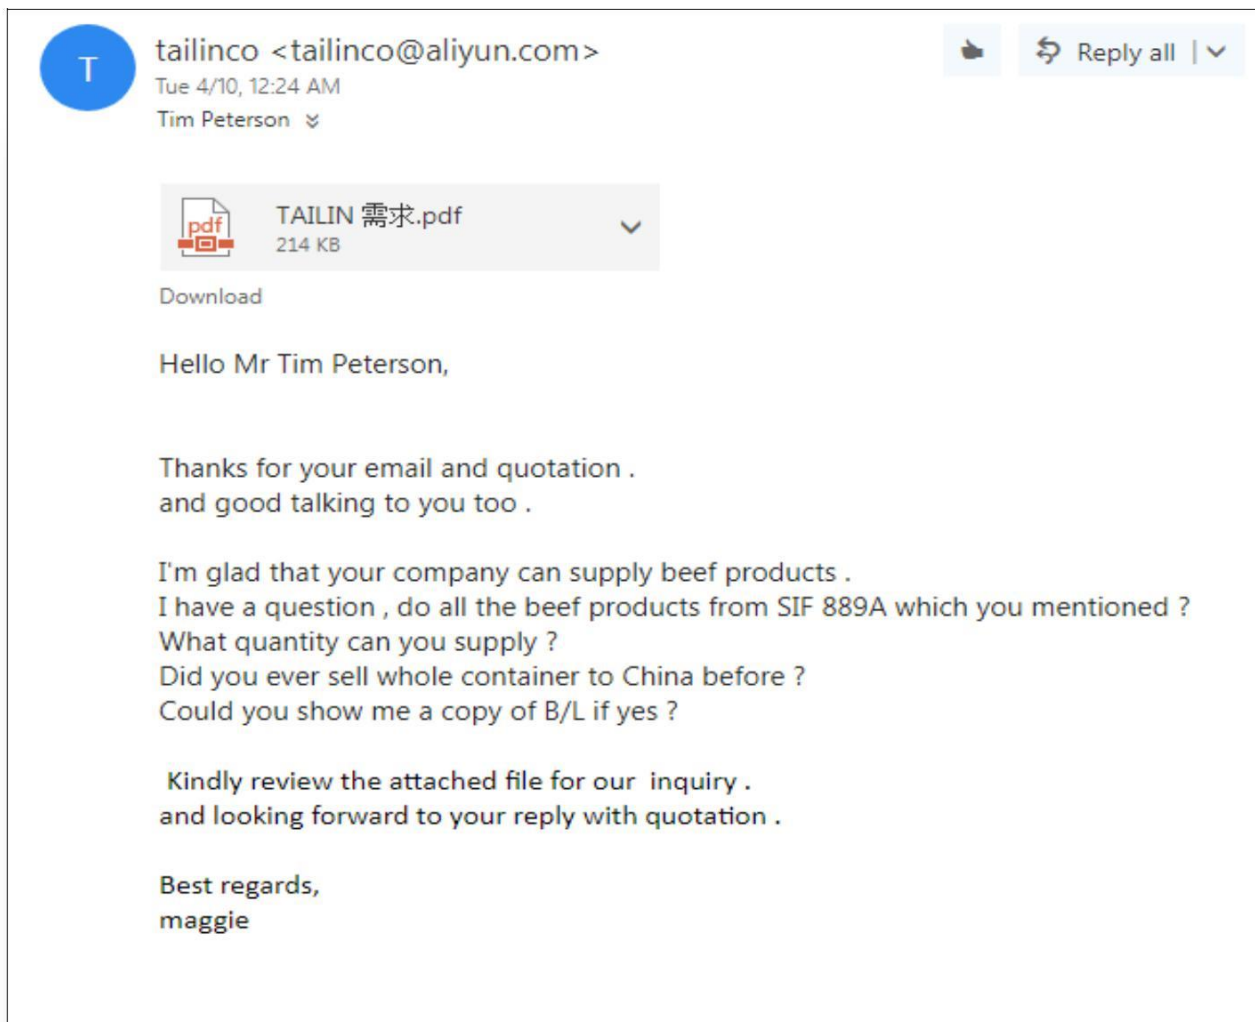 T
tailinco <tailinco@aliyun.com>
Reply all
Tue 4/10, 12:24 AM
Tim Peterson
pdf
TAILIN 需求.pdf
214 KB
Download
Hello Mr Tim Peterson,
Thanks for your email and quotation .
and good talking to you too .
I'm glad that your company can supply beef products .
I have a question , do all the beef products from SIF 889A which you mentioned ?
What quantity can you supply ?
Did you ever sell whole container to China before ?
Could you show me a copy of B/L if yes ?
Kindly review the attached file for our inquiry .
and looking forward to your reply with quotation .
Best regards,
maggie